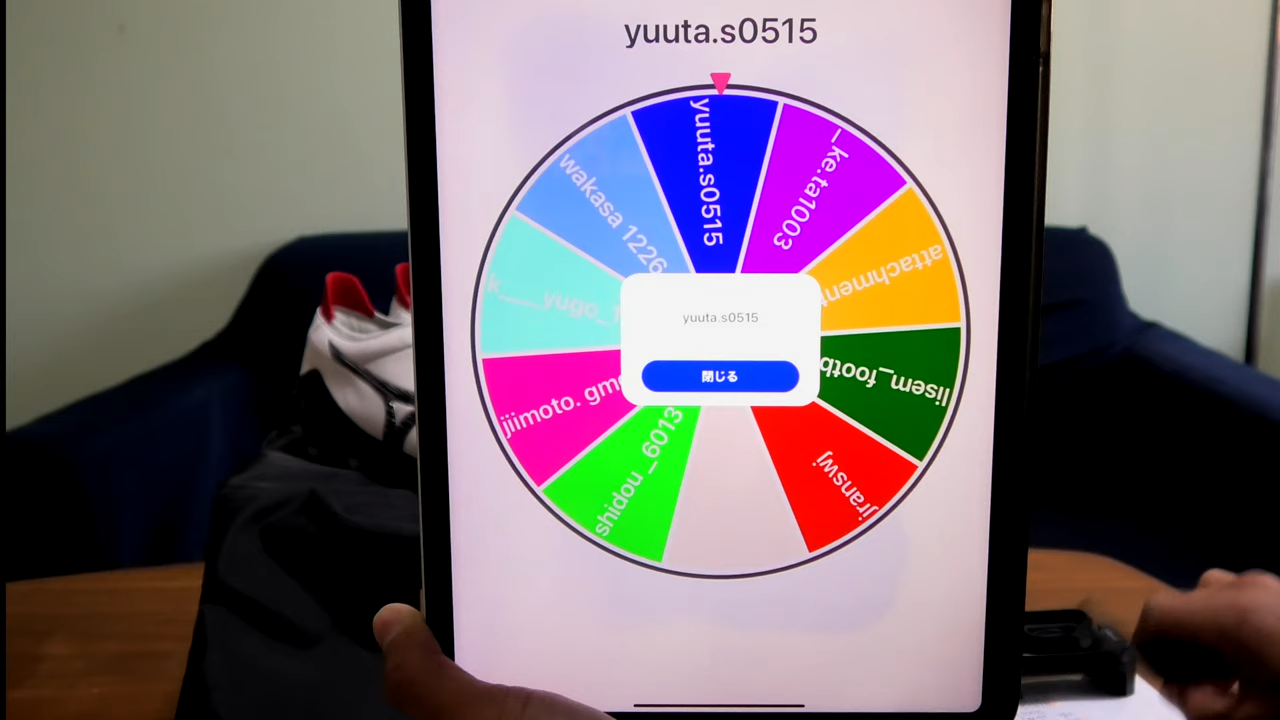 yuuta.s0515
yuuta.s0515
_ke.ta1003
attachment
lisem_footb
jranswj
shidou_6013
jiimoto. gm
k___yugo_
wakasa 1226
yuuta.s0515
閉じる